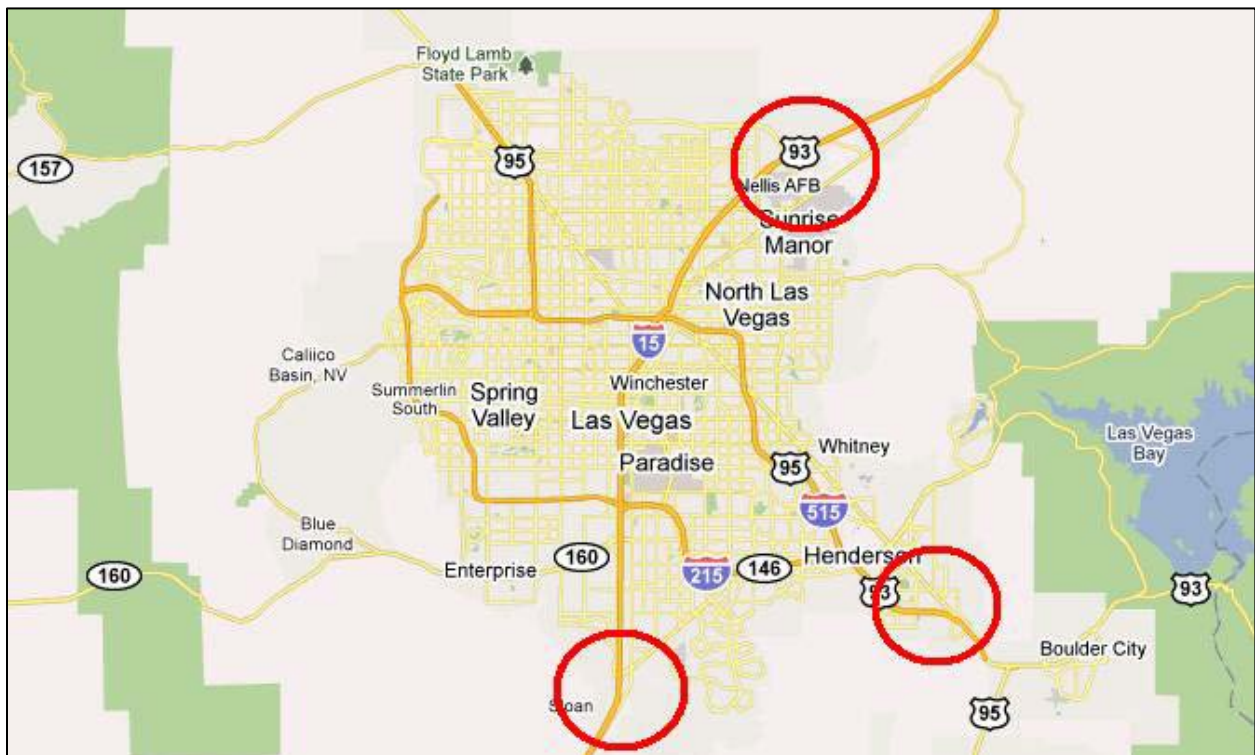 Floyd Lamb
State Park
157
95
93
Nellis AFB
Sunrise
Manor
North Las
Vegas
15
Calico
Basin, NV
Winchester
Summerlin
South
Spring
Valley
Las Vegas
Whitney
Las Vegas
Bay
Paradise
95
515
Blue
Diamond
160
Enterprise
160
215
146
Henderson
93
93
Boulder City
95
Sloan